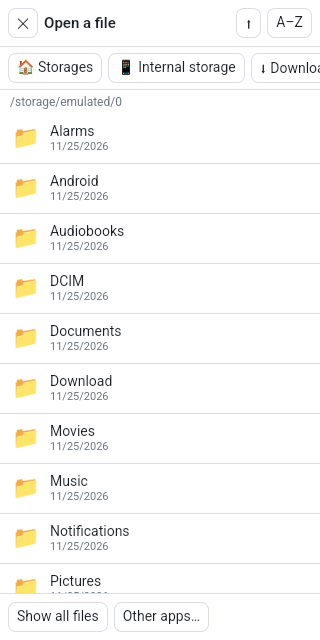 Open a file
↑
A–Z
🏠 Storages
📱 Internal storage
↓ Downloa
/storage/emulated/0
Alarms
11/25/2026
Android
11/25/2026
Audiobooks
11/25/2026
DCIM
11/25/2026
Documents
11/25/2026
Download
11/25/2026
Movies
11/25/2026
Music
11/25/2026
Notifications
11/25/2026
Pictures
Show all files
Other apps…